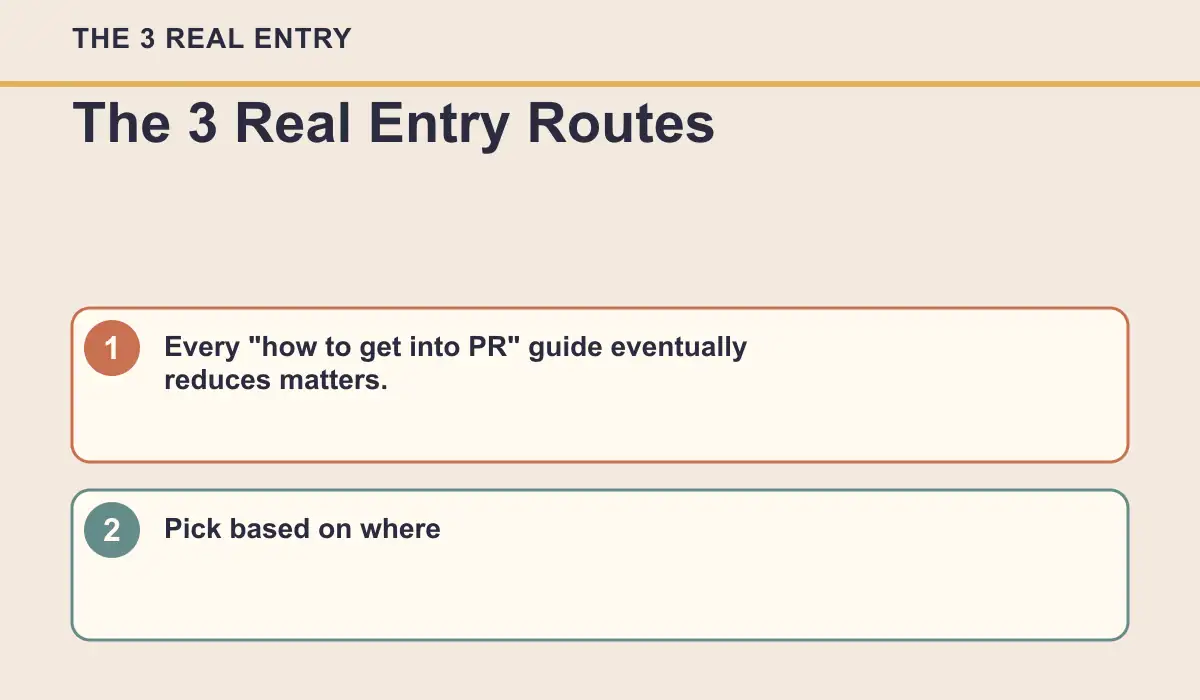 THE 3 REAL ENTRY
The 3 Real Entry Routes
1
Every "how to get into PR" guide eventually
reduces matters.
2
Pick based on where